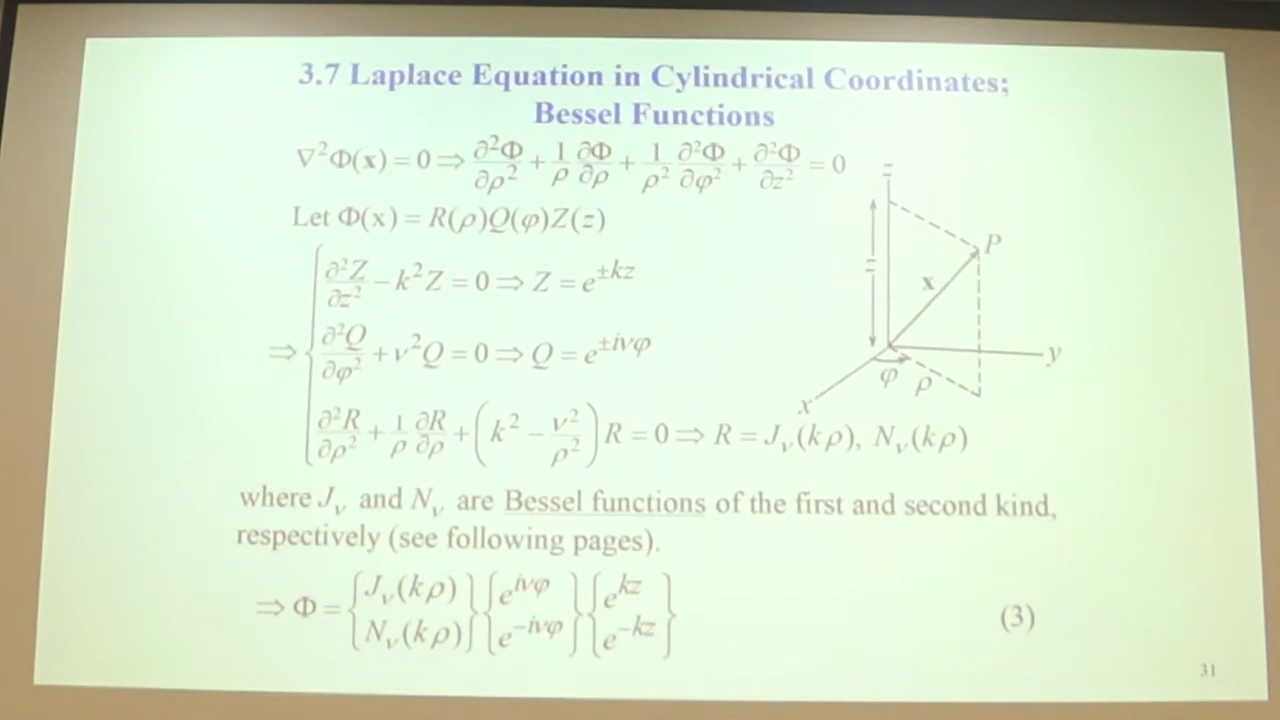 3.7 Laplace Equation in Cylindrical Coordinates;
Bessel Functions
∇²Φ(x) = 0 ⇒ ∂²Φ/∂ρ² + 1/ρ ∂Φ/∂ρ + 1/ρ² ∂²Φ/∂φ² + ∂²Φ/∂z² = 0
Let Φ(x) = R(ρ)Q(φ)Z(z)
∂²Z/∂z² − k²Z = 0 ⇒ Z = e^{±kz}
⇒ { ∂²Q/∂φ² + ν²Q = 0 ⇒ Q = e^{±iνφ}
∂²R/∂ρ² + 1/ρ ∂R/∂ρ + (k² − ν²/ρ²) R = 0 ⇒ R = J_ν(kρ), N_ν(kρ)
z
P
z
x
y
φ
ρ
x
where J_ν and N_ν are Bessel functions of the first and second kind,
respectively (see following pages).
⇒ Φ = {J_ν(kρ) N_ν(kρ)} {e^{iνφ} e^{−iνφ}} {e^{kz} e^{−kz}} (3)
31